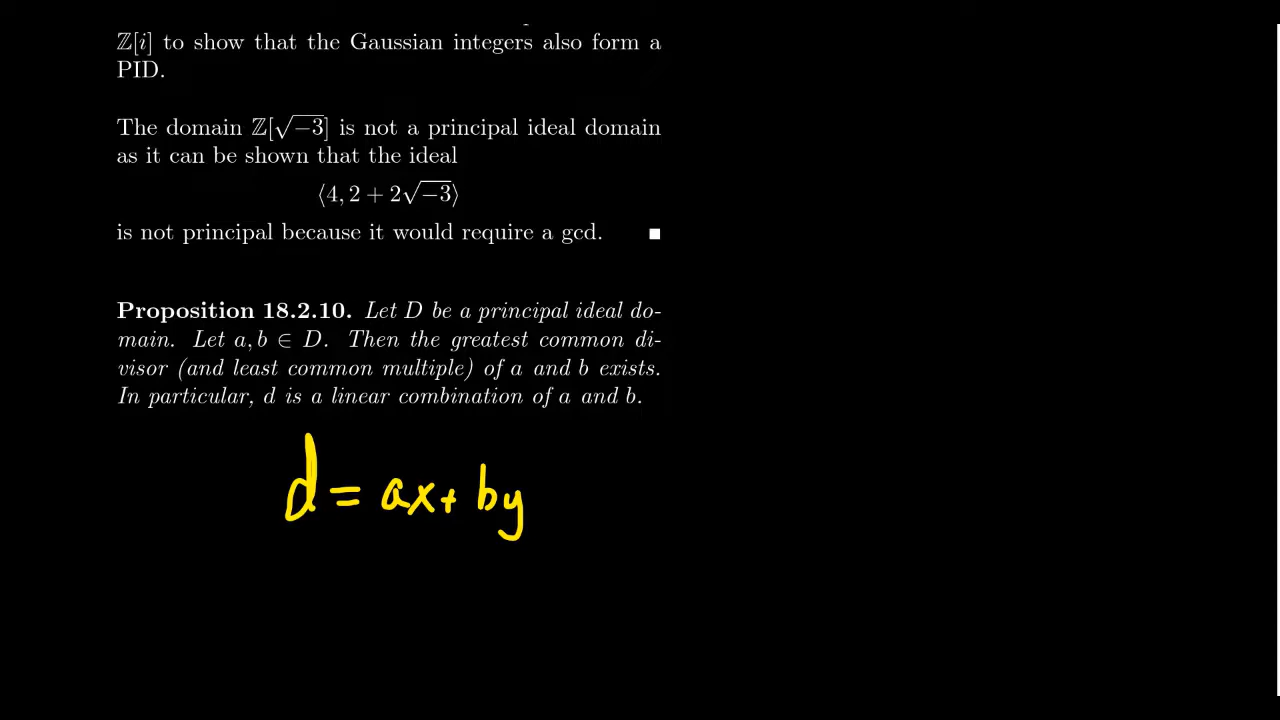 ℤ[i] to show that the Gaussian integers also form a
PID.
The domain ℤ[√−3] is not a principal ideal domain
as it can be shown that the ideal
⟨4, 2 + 2√−3⟩
is not principal because it would require a gcd. ■
Proposition 18.2.10. Let D be a principal ideal do-
main. Let a, b ∈ D. Then the greatest common di-
visor (and least common multiple) of a and b exists.
In particular, d is a linear combination of a and b.
d = ax + by